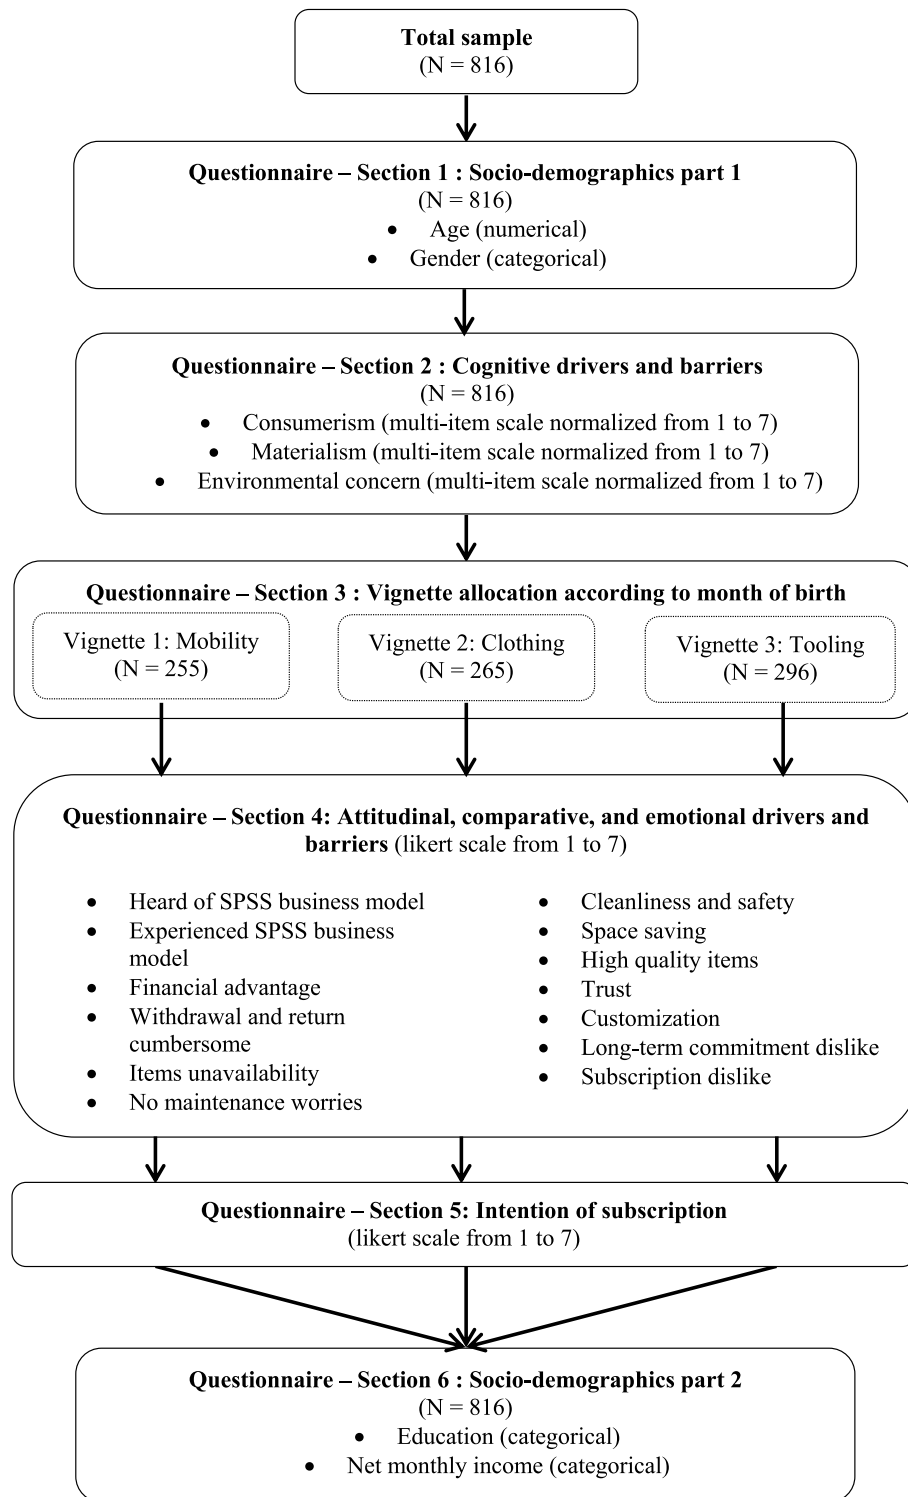 Total sample
(N = 816)
Questionnaire – Section 1 : Socio-demographics part 1
(N = 816)
• Age (numerical)
• Gender (categorical)
Questionnaire – Section 2 : Cognitive drivers and barriers
(N = 816)
• Consumerism (multi-item scale normalized from 1 to 7)
• Materialism (multi-item scale normalized from 1 to 7)
• Environmental concern (multi-item scale normalized from 1 to 7)
Questionnaire – Section 3 : Vignette allocation according to month of birth
Vignette 1: Mobility
(N = 255)
Vignette 2: Clothing
(N = 265)
Vignette 3: Tooling
(N = 296)
Questionnaire – Section 4: Attitudinal, comparative, and emotional drivers and
barriers (likert scale from 1 to 7)
• Heard of SPSS business model
• Experienced SPSS business
model
• Financial advantage
• Withdrawal and return
cumbersome
• Items unavailability
• No maintenance worries
• Cleanliness and safety
• Space saving
• High quality items
• Trust
• Customization
• Long-term commitment dislike
• Subscription dislike
Questionnaire – Section 5: Intention of subscription
(likert scale from 1 to 7)
Questionnaire – Section 6 : Socio-demographics part 2
(N = 816)
• Education (categorical)
• Net monthly income (categorical)